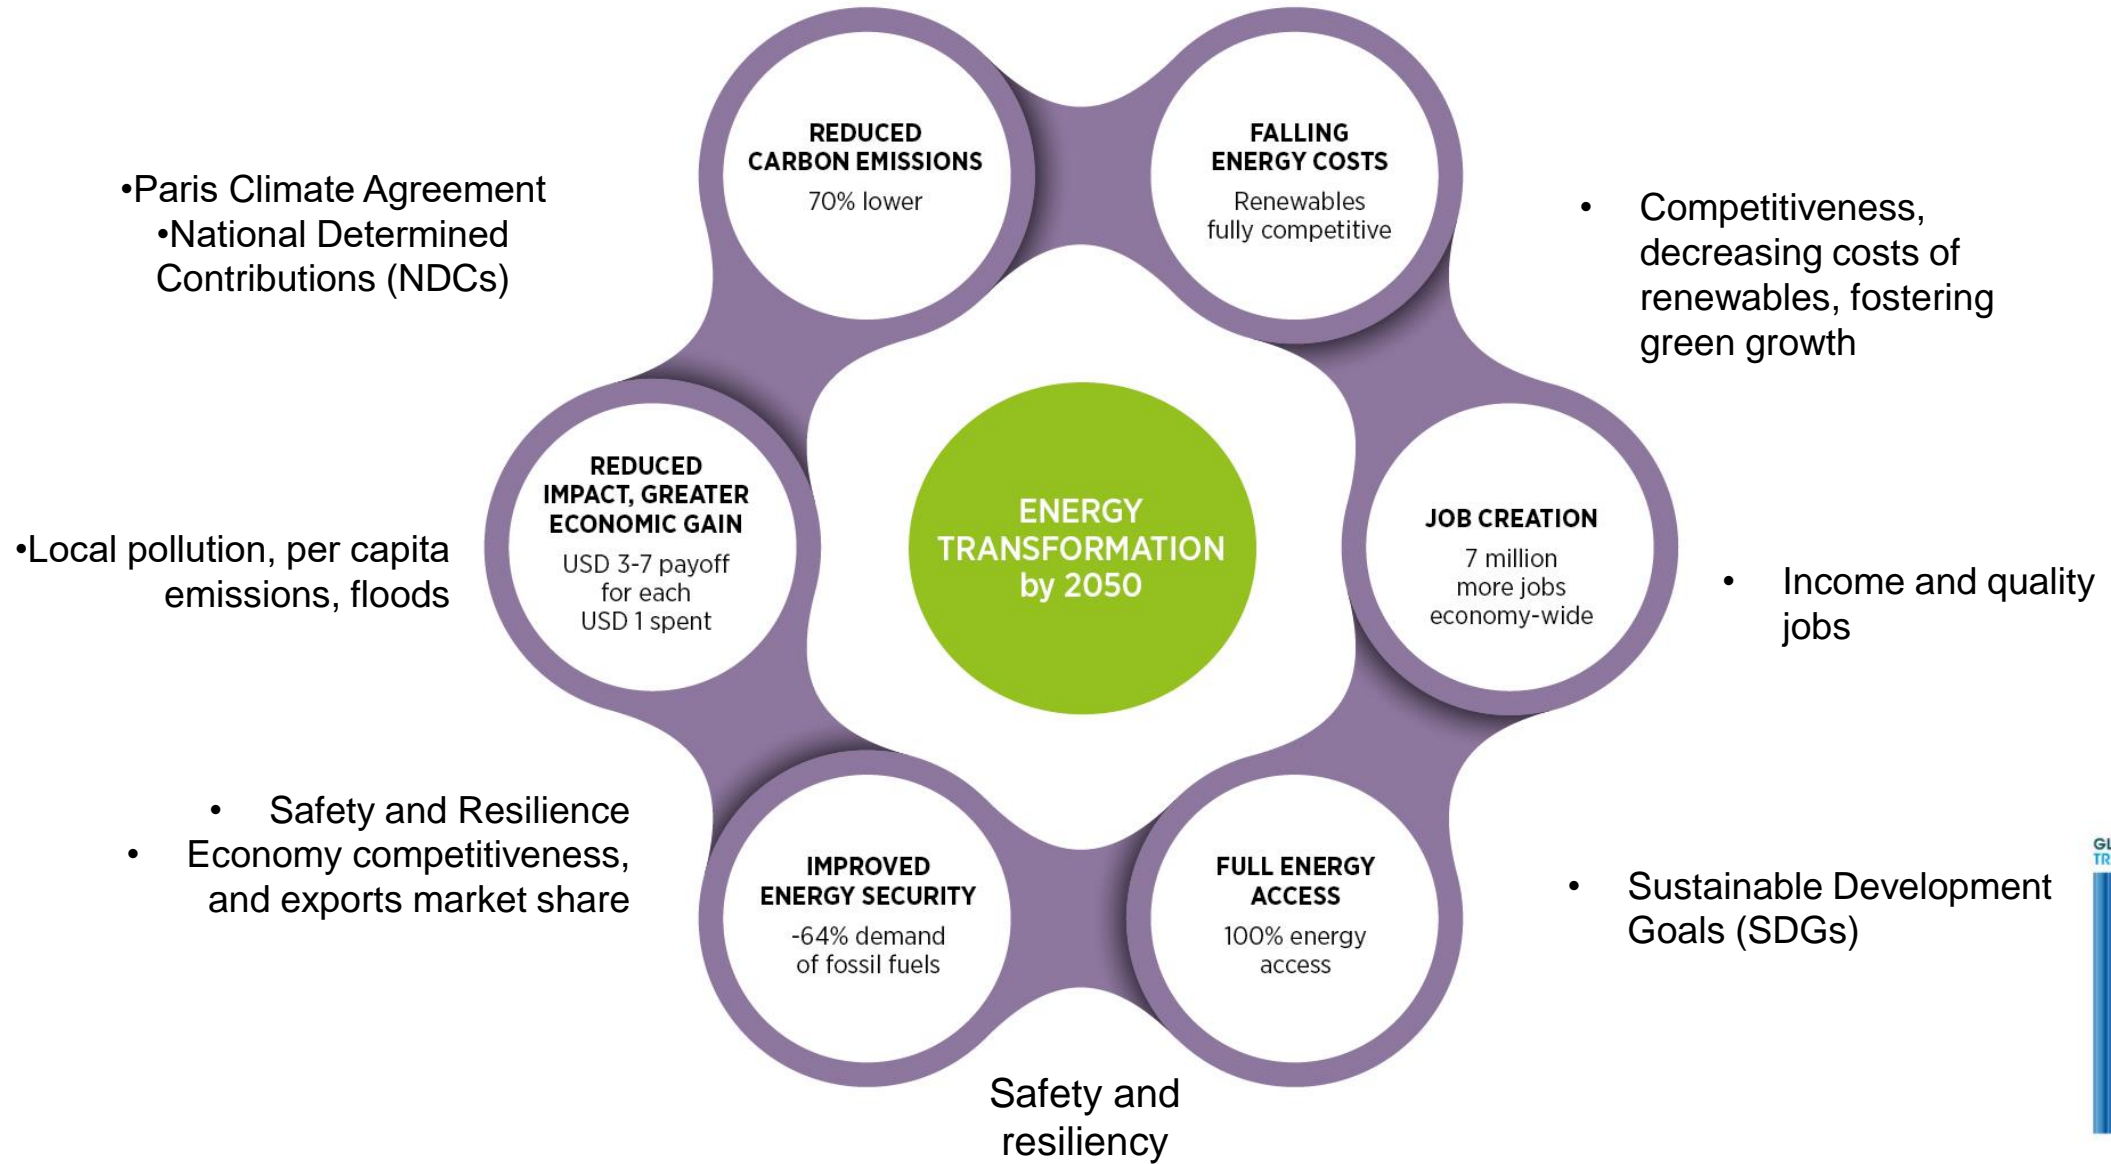 REDUCED
CARBON EMISSIONS
70% lower
FALLING
ENERGY COSTS
Renewables
fully competitive
•Paris Climate Agreement
•National Determined
Contributions (NDCs)
• Competitiveness,
decreasing costs of
renewables, fostering
green growth
REDUCED
IMPACT, GREATER
ECONOMIC GAIN
USD 3-7 payoff
for each
USD 1 spent
ENERGY
TRANSFORMATION
by 2050
JOB CREATION
7 million
more jobs
economy-wide
•Local pollution, per capita
emissions, floods
• Income and quality
jobs
• Safety and Resilience
• Economy competitiveness,
and exports market share
IMPROVED
ENERGY SECURITY
-64% demand
of fossil fuels
FULL ENERGY
ACCESS
100% energy
access
• Sustainable Development
Goals (SDGs)
Safety and
resiliency